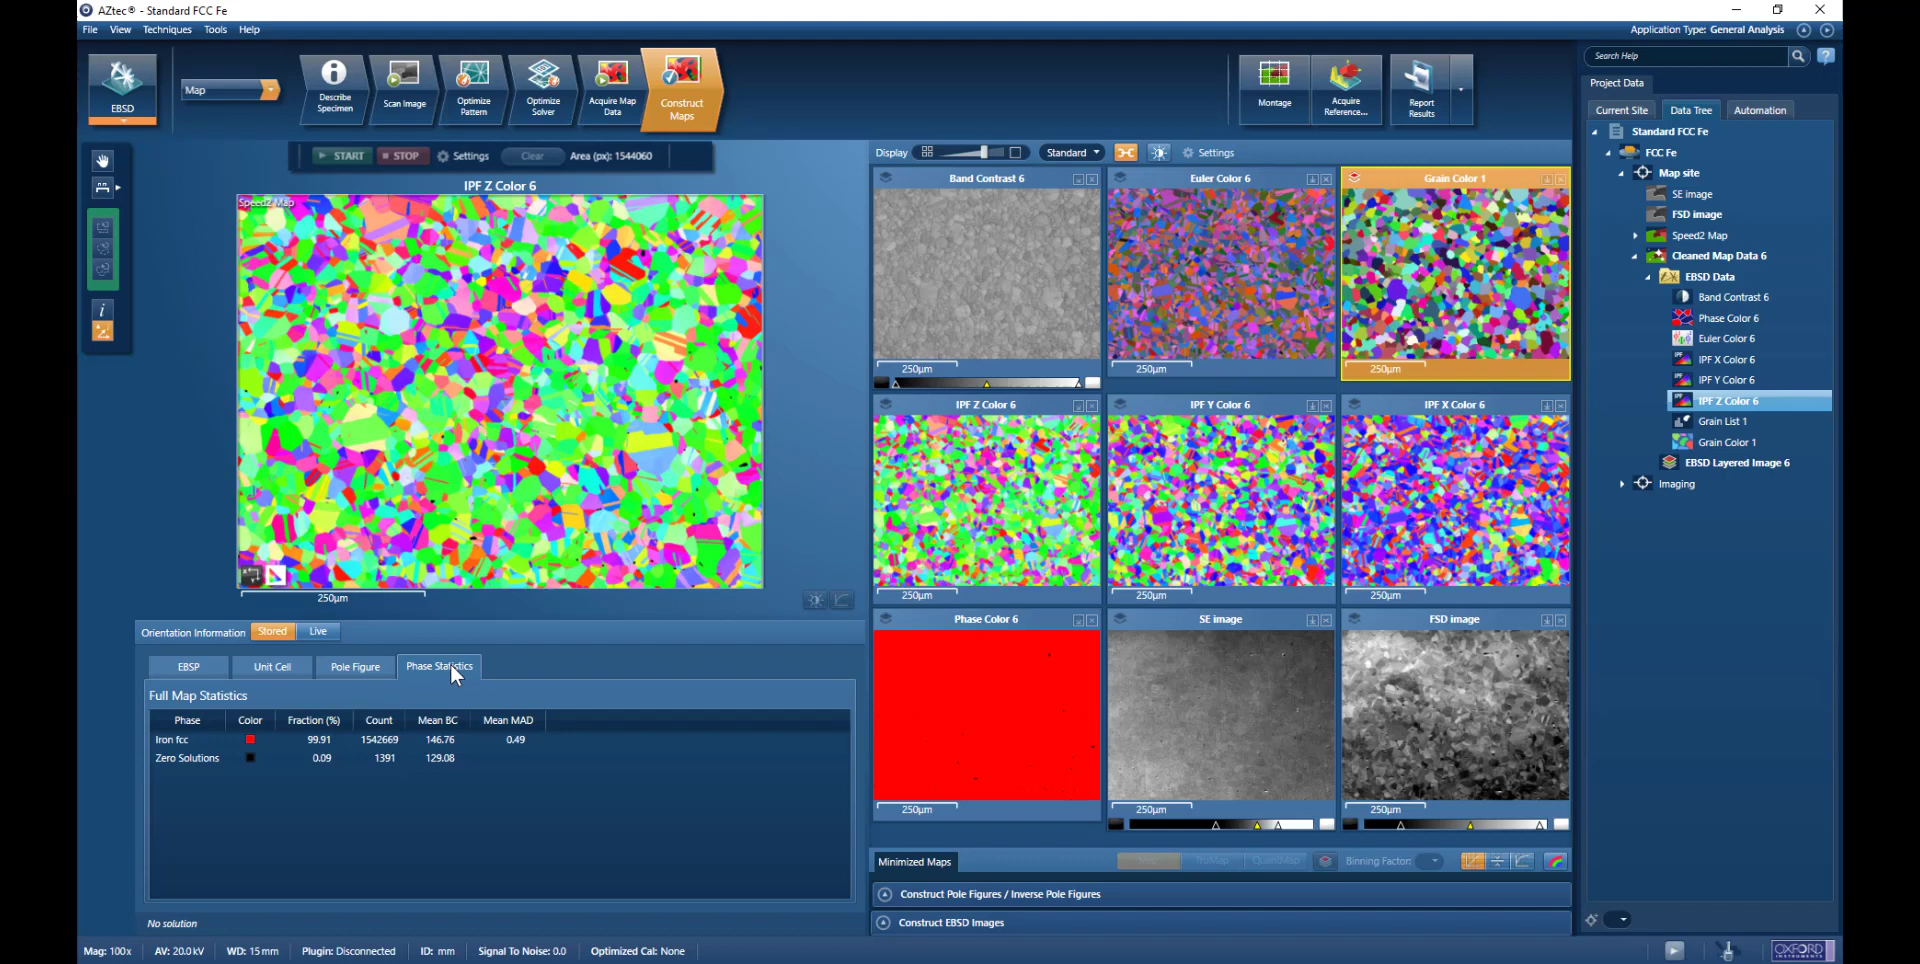 AZtec® - Standard FCC Fe
File View Techniques Tools Help
Application Type: General Analysis
EBSD
Map
Describe Specimen
Scan Image
Optimize Pattern
Optimize Solver
Acquire Map Data
Construct Maps
Montage
Acquire Reference...
Report Results
Search Help
Project Data
Current Site Data Tree Automation
START STOP Settings Clear Area (px): 1544060
IPF Z Color 6
Speed2 Map
250µm
Display Standard Settings
Band Contrast 6
250µm
Euler Color 6
250µm
Grain Color 1
250µm
IPF Z Color 6
250µm
IPF Y Color 6
250µm
IPF X Color 6
250µm
Phase Color 6
250µm
SE image
250µm
FSD image
250µm
Standard FCC Fe
FCC Fe
Map site
SE image
FSD image
Speed2 Map
Cleaned Map Data 6
EBSD Data
Band Contrast 6
Phase Color 6
Euler Color 6
IPF X Color 6
IPF Y Color 6
IPF Z Color 6
Grain List 1
Grain Color 1
EBSD Layered Image 6
Imaging
Orientation Information Stored Live
EBSP Unit Cell Pole Figure Phase Statistics
Full Map Statistics
Phase Color Fraction (%) Count Mean BC Mean MAD
Iron fcc 99.91 1542669 146.76 0.49
Zero Solutions 0.09 1391 129.08
No solution
Minimized Maps TruMap QuantMap Binning Factor:
Construct Pole Figures / Inverse Pole Figures
Construct EBSD Images
Mag: 100x AV: 20.0 kV WD: 15 mm Plugin: Disconnected ID: mm Signal To Noise: 0.0 Optimized Cal: None
OXFORD INSTRUMENTS